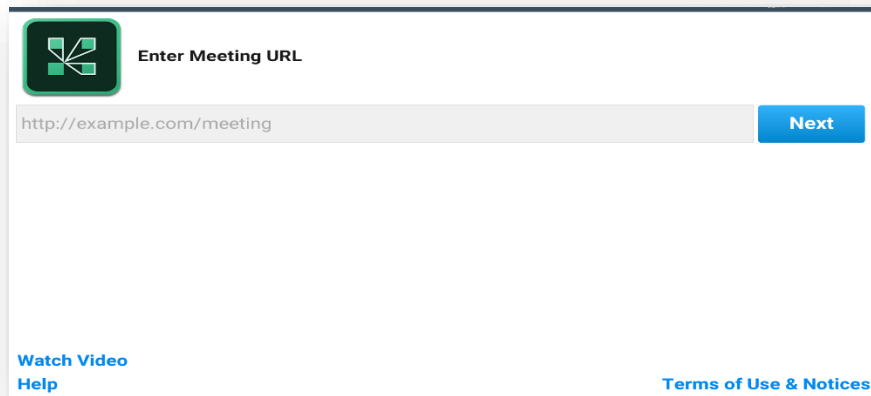 Enter Meeting URL
http://example.com/meeting
Next
Watch Video
Help
Terms of Use & Notices